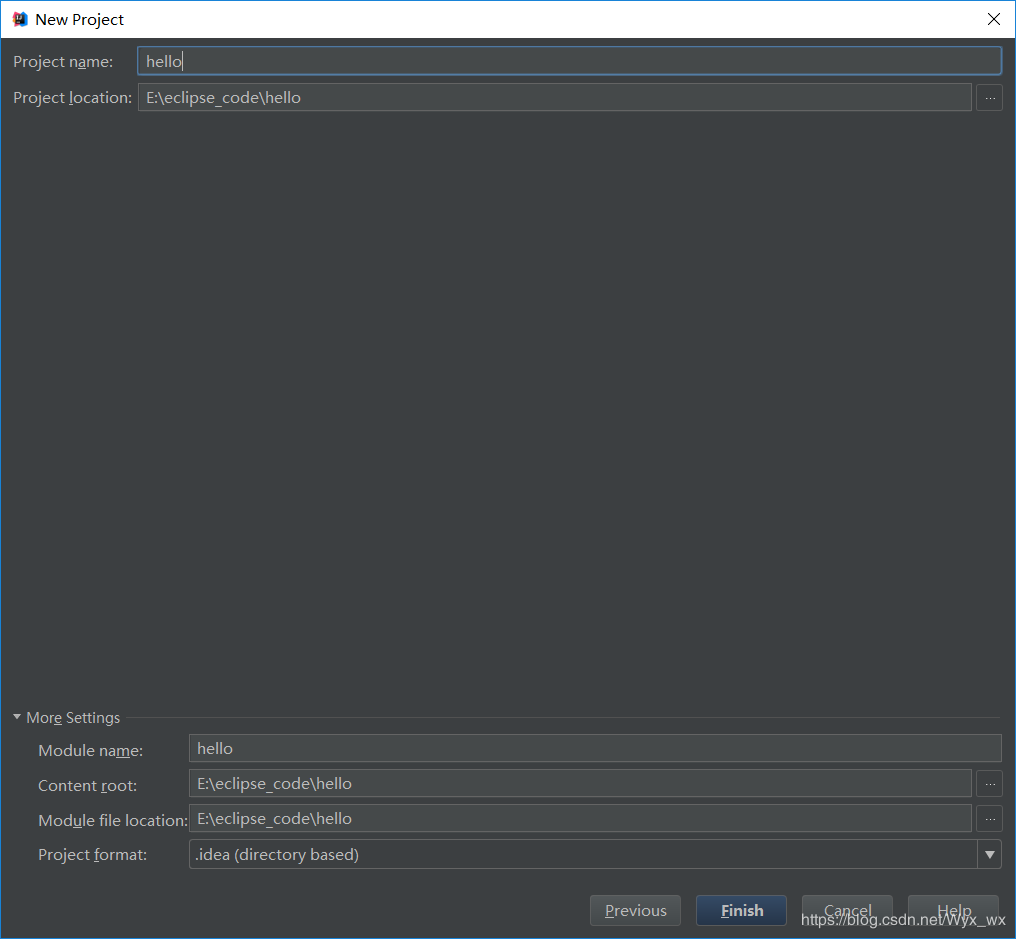 New Project
Project name: hello
Project location: E:\eclipse_code\hello ...
More Settings
Module name: hello
Content root: E:\eclipse_code\hello ...
Module file location: E:\eclipse_code\hello ...
Project format: .idea (directory based)
Previous Finish Cancel Help
https://blog.csdn.net/Wyx_wx